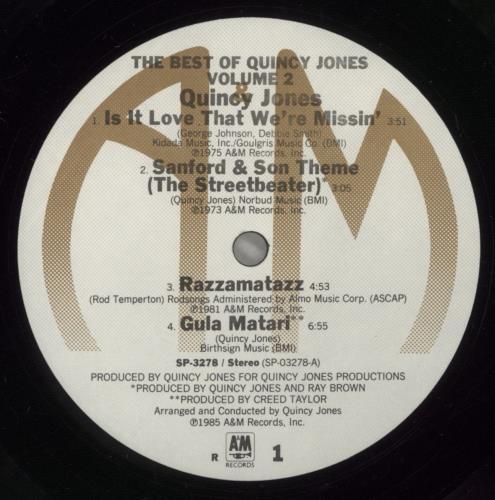 THE BEST OF QUINCY JONES
VOLUME 2
Quincy Jones
1. Is It Love That We're Missin' 3:51
(George Johnson, Debbie Smith)
Kidada Music, Inc./Goulgris Music Co. (BMI)
℗1975 A&M Records, Inc.
2. Sanford & Son Theme
(The Streetbeater)* 3:05
(Quincy Jones) Norbud Music (BMI)
℗1973 A&M Records, Inc.
3. Razzamatazz 4:53
(Rod Temperton) Rodsongs Administered by Almo Music Corp. (ASCAP)
℗1981 A&M Records, Inc.
4. Gula Matari** 6:55
(Quincy Jones)
Birthsign Music (BMI)
SP-3278 / Stereo (SP-03278-A)
PRODUCED BY QUINCY JONES FOR QUINCY JONES PRODUCTIONS
*PRODUCED BY QUINCY JONES AND RAY BROWN
**PRODUCED BY CREED TAYLOR
Arranged and Conducted by Quincy Jones
℗1985 A&M Records, Inc.
R A&M RECORDS 1
A&M